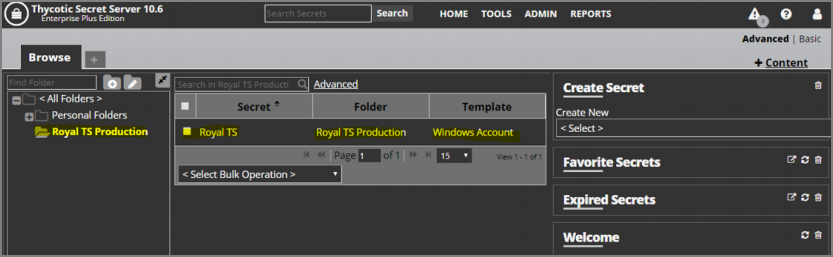 Thycotic Secret Server 10.6
Enterprise Plus Edition
Search Secrets
Search
HOME
TOOLS
ADMIN
REPORTS
Advanced | Basic
Browse
+
+ Content
Find Folder
< All Folders >
Personal Folders
Royal TS Production
Search in Royal TS Producti
Advanced
Secret Folder Template
Royal TS Royal TS Production Windows Account
Page 1 of 1 15 View 1 - 1 of 1
< Select Bulk Operation >
Create Secret
Create New
< Select >
Favorite Secrets
Expired Secrets
Welcome